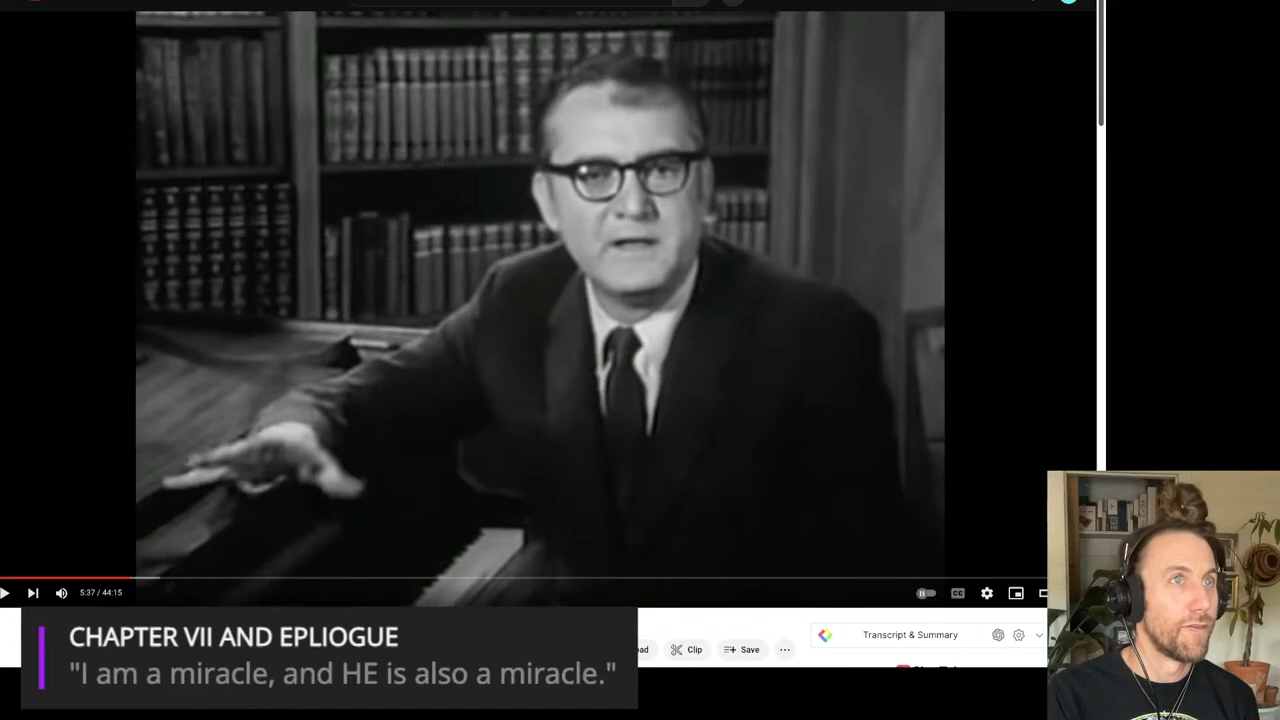 5:37 / 44:15
CHAPTER VII AND EPLIOGUE
"I am a miracle, and HE is also a miracle."
oad
Clip
Save
Transcript & Summary